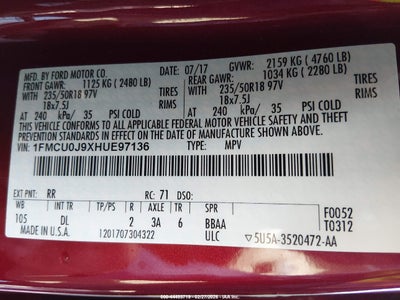 MFD. BY FORD MOTOR CO. 07/17 GVWR: 2159 KG (4760 LB)
FRONT GAWR: 1125 KG (2480 LB) REAR GAWR: 1034 KG (2280 LB)
WITH 235/50R18 97V TIRES WITH 235/50R18 97V TIRES
18x7.5J RIMS 18x7.5J RIMS
AT 240 kPa/ 35 PSI COLD AT 240 kPa/ 35 PSI COLD
THIS VEHICLE CONFORMS TO ALL APPLICABLE FEDERAL MOTOR VEHICLE
SAFETY, BUMPER, AND THEFT PREVENTION STANDARDS IN EFFECT ON THE
DATE OF MANUFACTURE SHOWN ABOVE.
VIN: 1FMCU0J9XHUE97136 TYPE: MPV
EXT PNT: RR RC: 71 DSO:
WB TP/PS R AXLE TR SPR F0052
105 DL 2 3A 6 BBAA T0312
MADE IN U.S.A. 1201707304322 ULC ▽5U5A-3520472-AA